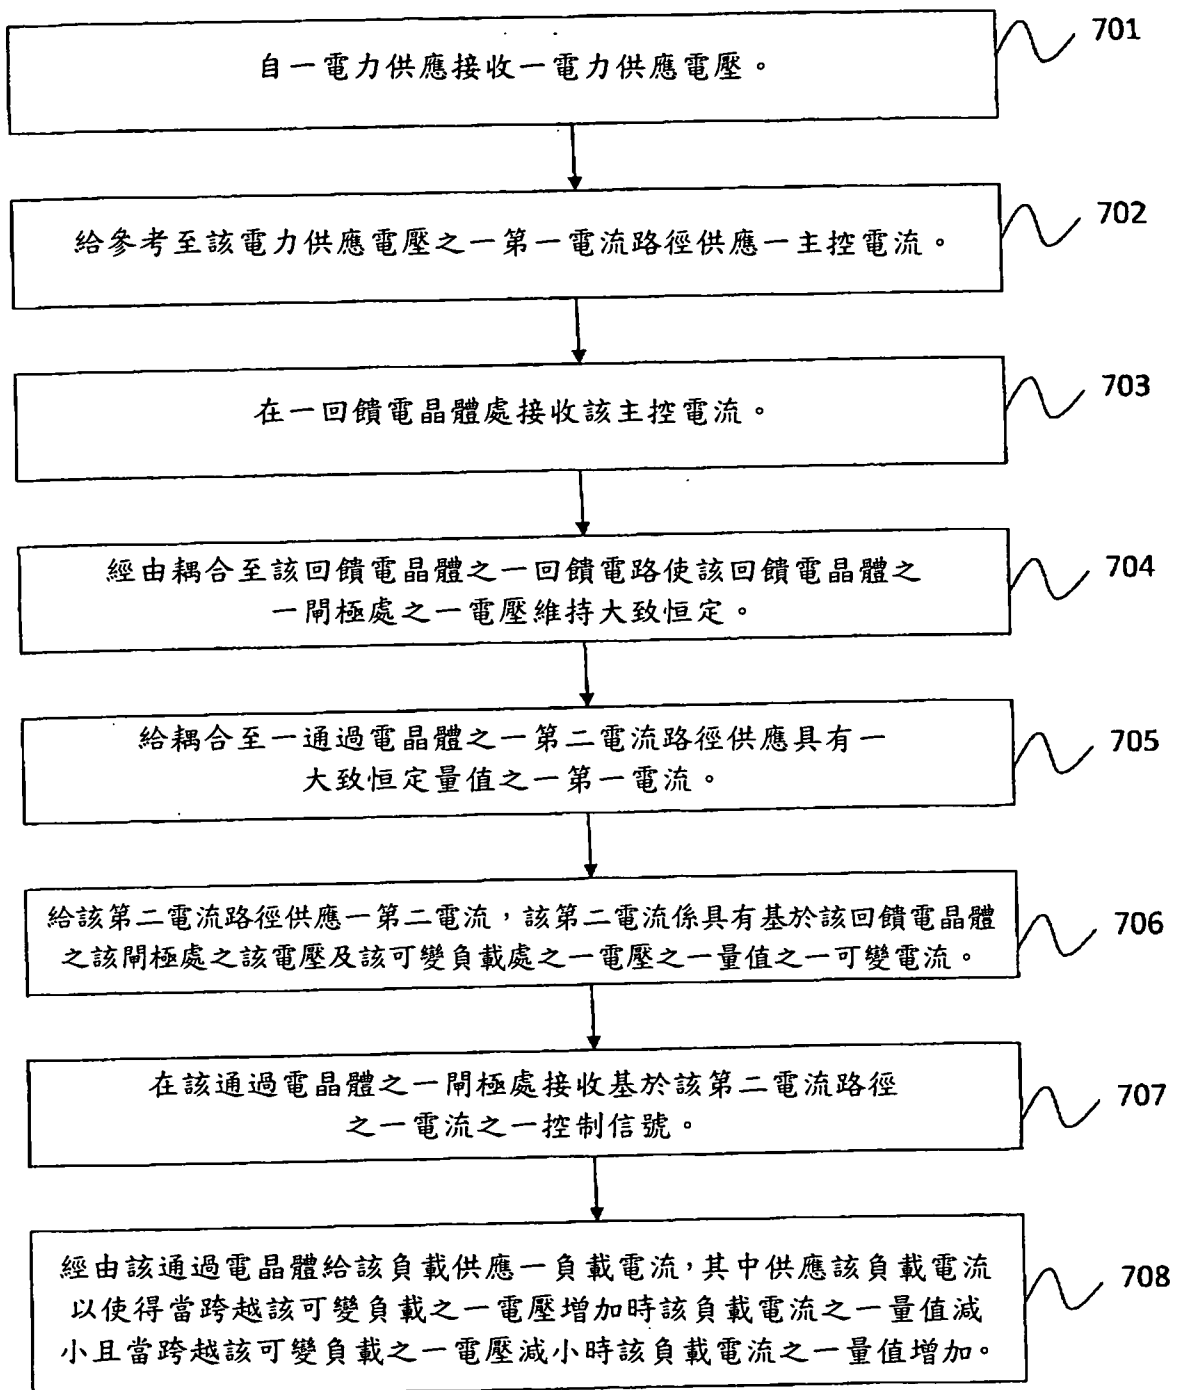 自一電力供應接收一電力供應電壓。
701
給參考至該電力供應電壓之一第一電流路徑供應一主控電流。
702
在一回饋電晶體處接收該主控電流。
703
經由耦合至該回饋電晶體之一回饋電路使該回饋電晶體之
一閘極處之一電壓維持大致恒定。
704
給耦合至一通過電晶體之一第二電流路徑供應具有一
大致恒定量值之一第一電流。
705
給該第二電流路徑供應一第二電流，該第二電流係具有基於該回饋電晶體
之該閘極處之該電壓及該可變負載處之一電壓之一量值之一可變電流。
706
在該通過電晶體之一閘極處接收基於該第二電流路徑
之一電流之一控制信號。
707
經由該通過電晶體給該負載供應一負載電流，其中供應該負載電流
以使得當跨越該可變負載之一電壓增加時該負載電流之一量值減
小且當跨越該可變負載之一電壓減小時該負載電流之一量值增加。
708